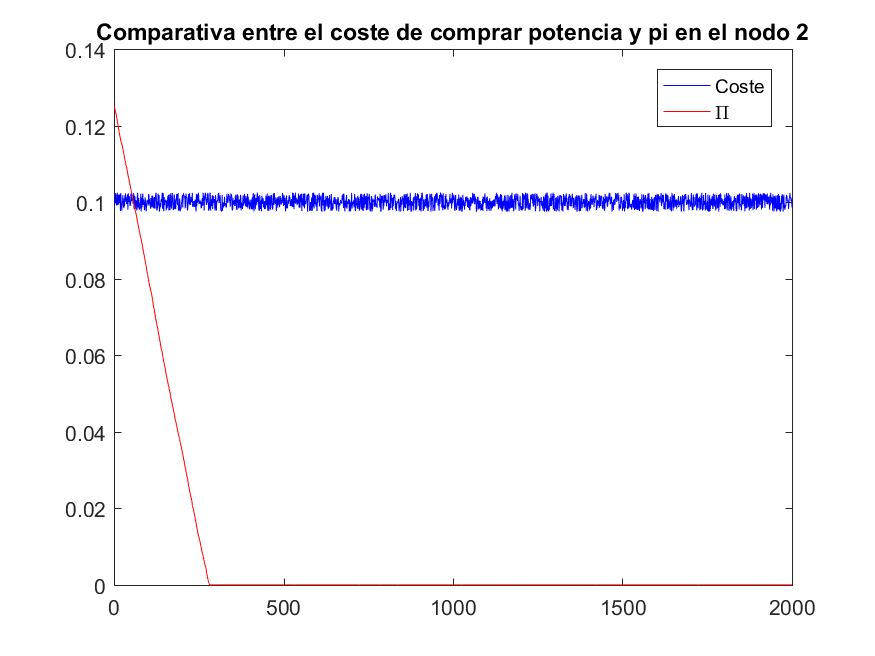 Comparativa entre el coste de comprar potencia y pi en el nodo 2
0.14
0.12
0.1
0.08
0.06
0.04
0.02
0
0 500 1000 1500 2000
Coste
Π